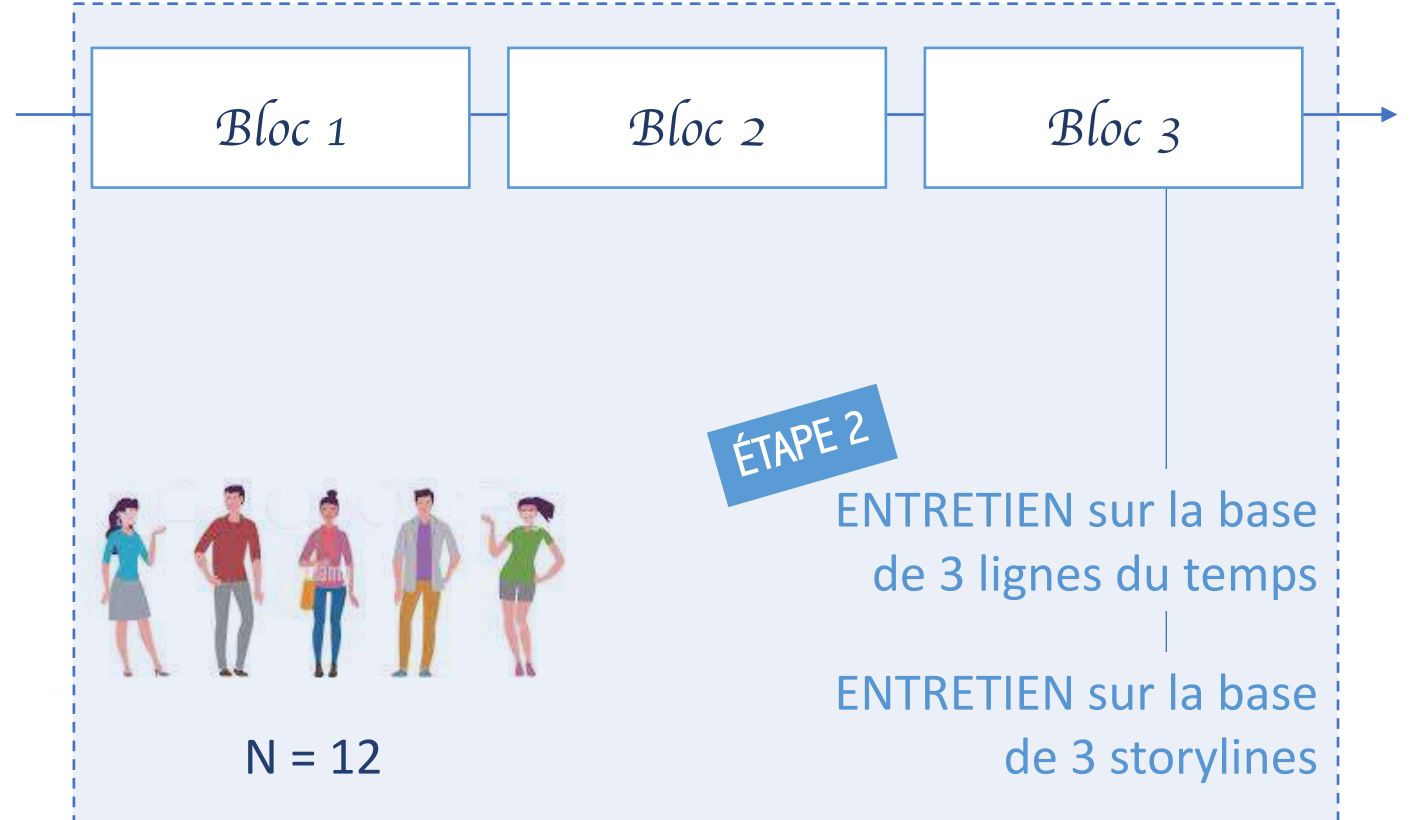 Bloc 1
Bloc 2
Bloc 3
ÉTAPE 2
ENTRETIEN sur la base
de 3 lignes du temps
ENTRETIEN sur la base
de 3 storylines
N = 12